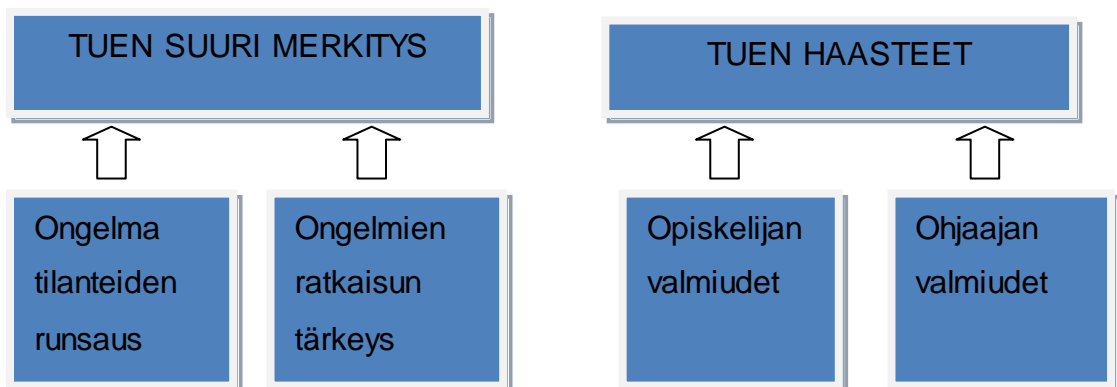 TUEN SUURI MERKITYS
TUEN HAASTEET
Ongelma
tilanteiden
runsaus
Ongelmien
ratkaisun
tärkeys
Opiskelijan
valmiudet
Ohjaajan
valmiudet